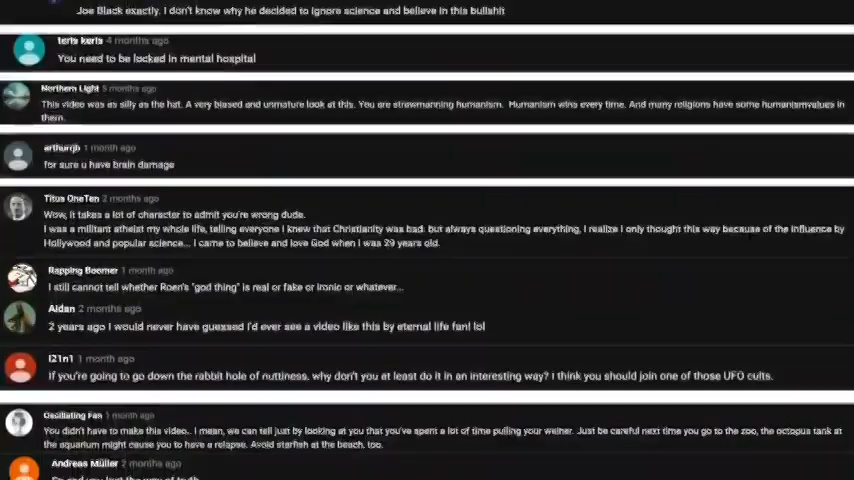 Joe Black exactly. I don't know why he decided to ignore science and believe in this bullshit
teris keris 4 months ago
You need to be locked in mental hospital
Northern Light 5 months ago
This video was as silly as the hat. A very biased and unmature look at this. You are strawmanning humanism. Humanism wins every time. And many religions have some humanismvalues in
them.
arthurrjb 1 month ago
for sure u have brain damage
Titus OneTen 2 months ago
Wow, it takes a lot of character to admit you're wrong dude.
I was a militant atheist my whole life, telling everyone I knew that Christianity was bad. but always questioning everything, I realize I only thought this way because of the influence by
Hollywood and popular science... I came to believe and love God when I was 29 years old.
Rapping Boomer 1 month ago
I still cannot tell whether Roen's "god thing" is real or fake or ironic or whatever...
Aidan 2 months ago
2 years ago I would never have guessed I'd ever see a video like this by eternal life fan! lol
l21n1 1 month ago
If you're going to go down the rabbit hole of nuttiness, why don't you at least do it in an interesting way? I think you should join one of those UFO cults.
Oscillating Fan 1 month ago
You didn't have to make this video.. I mean, we can tell just by looking at you that you've spent a lot of time pulling your weiner. Just be careful next time you go to the zoo, the octopus tank at
the aquarium might cause you to have a relapse. Avoid starfish at the beach, too.
Andreas Müller 2 months ago